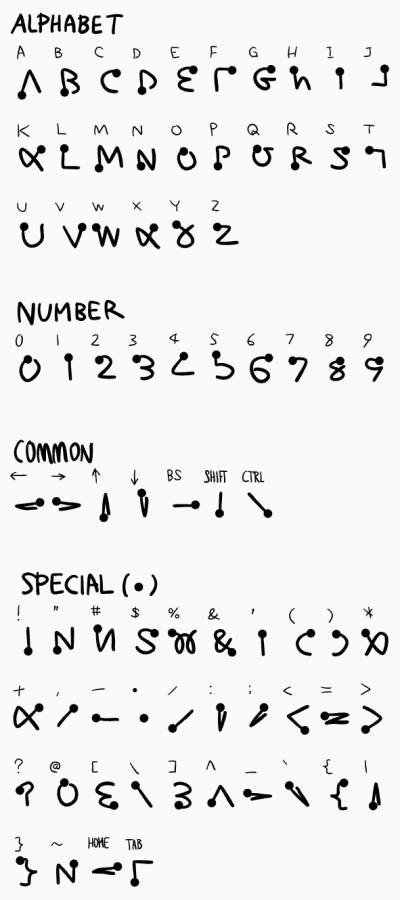 ALPHABET
A B C D E F G H I J
K L M N O P Q R S T
U V W X Y Z
NUMBER
0 1 2 3 4 5 6 7 8 9
COMMON
← → ↑ ↓ BS SHIFT CTRL
SPECIAL (•)
! " # $ % & ' ( ) *
+ , – • / : ; < = >
? @ [ \ ] ^ _ ` { |
} ~ HOME TAB